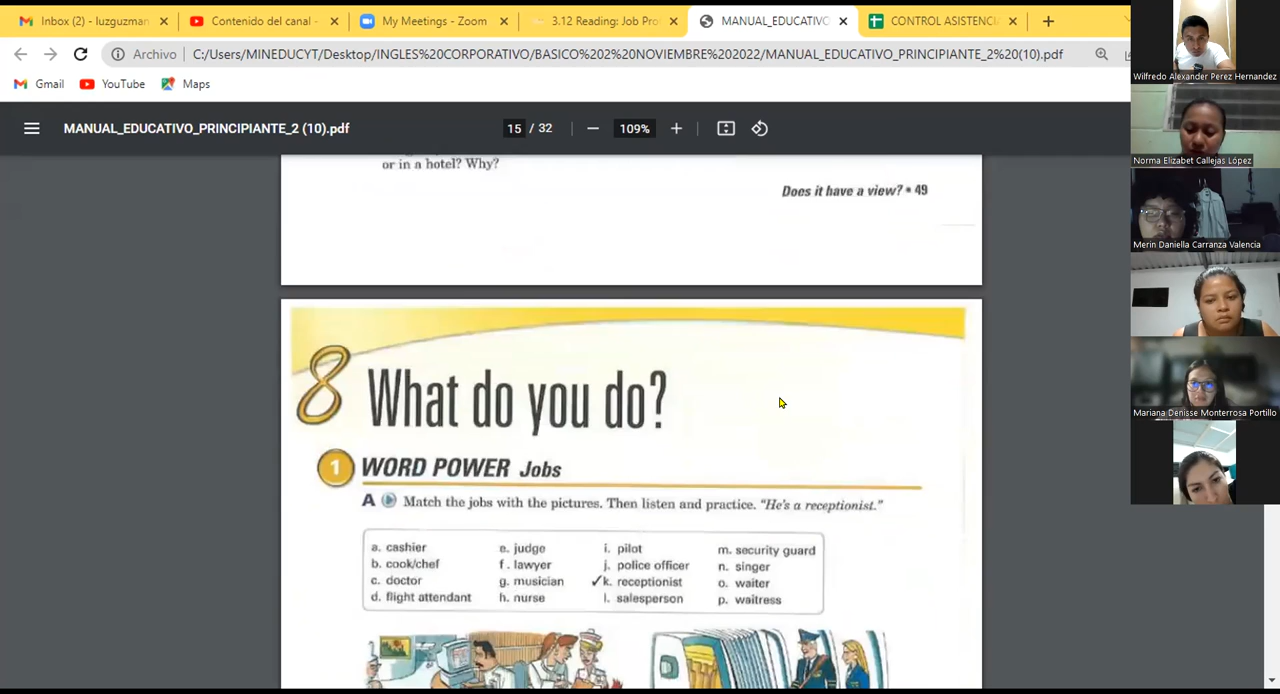 Inbox (2) - luzguzman
Contenido del canal -
My Meetings - Zoom
3.12 Reading: Job Pro
MANUAL_EDUCATIVO
CONTROL ASISTENCI
Archivo
C:/Users/MINEDUCYT/Desktop/INGLES%20CORPORATIVO/BASICO%202%20NOVIEMBRE%202022/MANUAL_EDUCATIVO_PRINCIPIANTE_2%20(10).pdf
Gmail
YouTube
Maps
MANUAL_EDUCATIVO_PRINCIPIANTE_2 (10).pdf
15 / 32
109%
or in a hotel? Why?
Does it have a view? • 49
8 What do you do?
1 WORD POWER Jobs
A Match the jobs with the pictures. Then listen and practice. "He's a receptionist."
a. cashier e. judge i. pilot m. security guard
b. cook/chef f. lawyer j. police officer n. singer
c. doctor g. musician ✓k. receptionist o. waiter
d. flight attendant h. nurse l. salesperson p. waitress
Wilfredo Alexander Perez Hernandez
Norma Elizabet Callejas López
Merin Daniella Carranza Valencia
Mariana Denisse Monterrosa Portillo